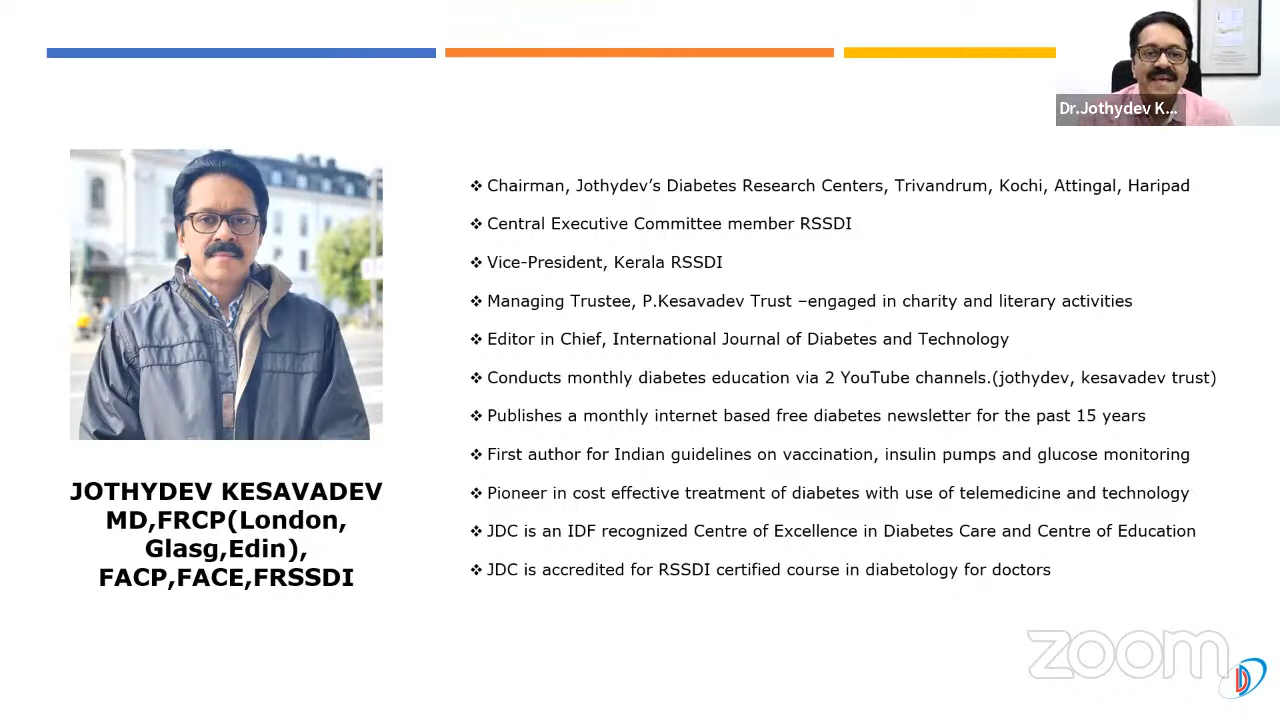 Dr.Jothydev K...
❖ Chairman, Jothydev’s Diabetes Research Centers, Trivandrum, Kochi, Attingal, Haripad
❖ Central Executive Committee member RSSDI
❖ Vice-President, Kerala RSSDI
❖ Managing Trustee, P.Kesavadev Trust –engaged in charity and literary activities
❖ Editor in Chief, International Journal of Diabetes and Technology
❖ Conducts monthly diabetes education via 2 YouTube channels.(jothydev, kesavadev trust)
❖ Publishes a monthly internet based free diabetes newsletter for the past 15 years
❖ First author for Indian guidelines on vaccination, insulin pumps and glucose monitoring
❖ Pioneer in cost effective treatment of diabetes with use of telemedicine and technology
❖ JDC is an IDF recognized Centre of Excellence in Diabetes Care and Centre of Education
❖ JDC is accredited for RSSDI certified course in diabetology for doctors
JOTHYDEV KESAVADEV
MD,FRCP(London,
Glasg,Edin),
FACP,FACE,FRSSDI
zoom